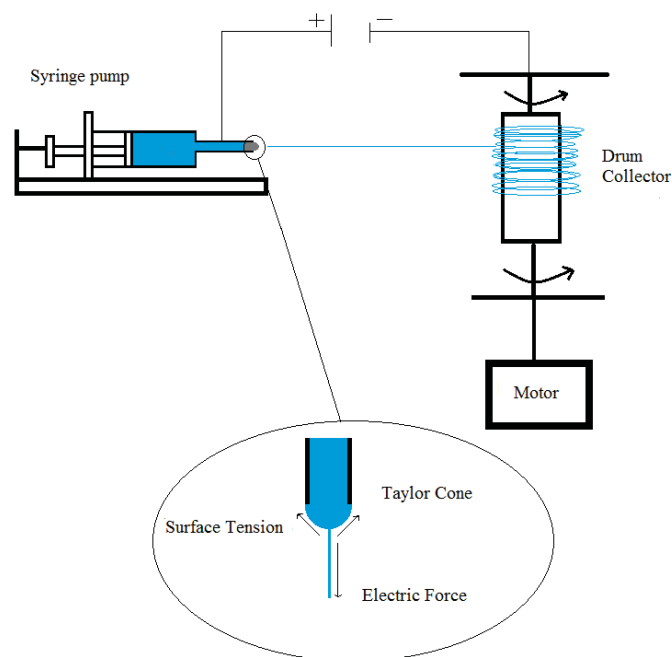 + −
Syringe pump
Drum
Collector
Motor
Taylor Cone
Surface Tension
Electric Force